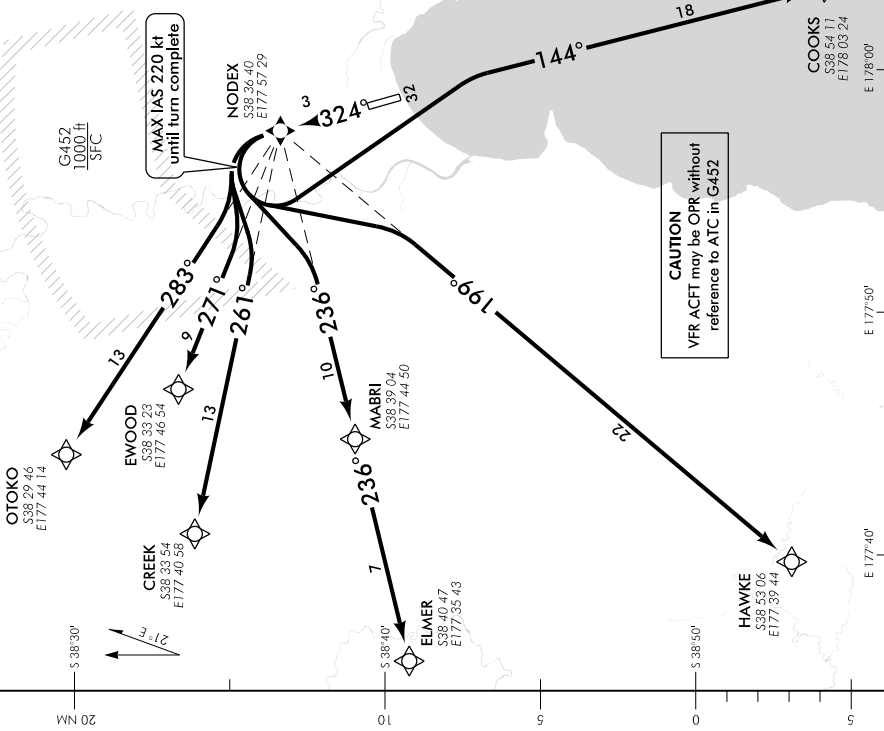 G452
1000 ft
SFC
MAX IAS 220 kt
until turn complete
NODEX
S38 36 40
E177 57 29
3
324°
32
144°
18
COOKS
S38 54 11
E178 03 24
E 178°00'
CAUTION
VFR ACFT may be OPR without
reference to ATC in G452
283°
13
271°
9
261°
13
236°
10
199°
22
E 177°50'
OTOKO
S38 29 46
E177 44 14
EWOOD
S38 33 23
E177 46 54
CREEK
S38 33 54
E177 40 58
MABRI
S38 39 04
E177 44 50
236°
7
ELMER
S38 40 47
E177 35 43
HAWKE
S38 53 06
E177 39 44
E 177°40'
21°E
S 38°30'
S 38°40'
S 38°50'
20 NM
10
5
0
5